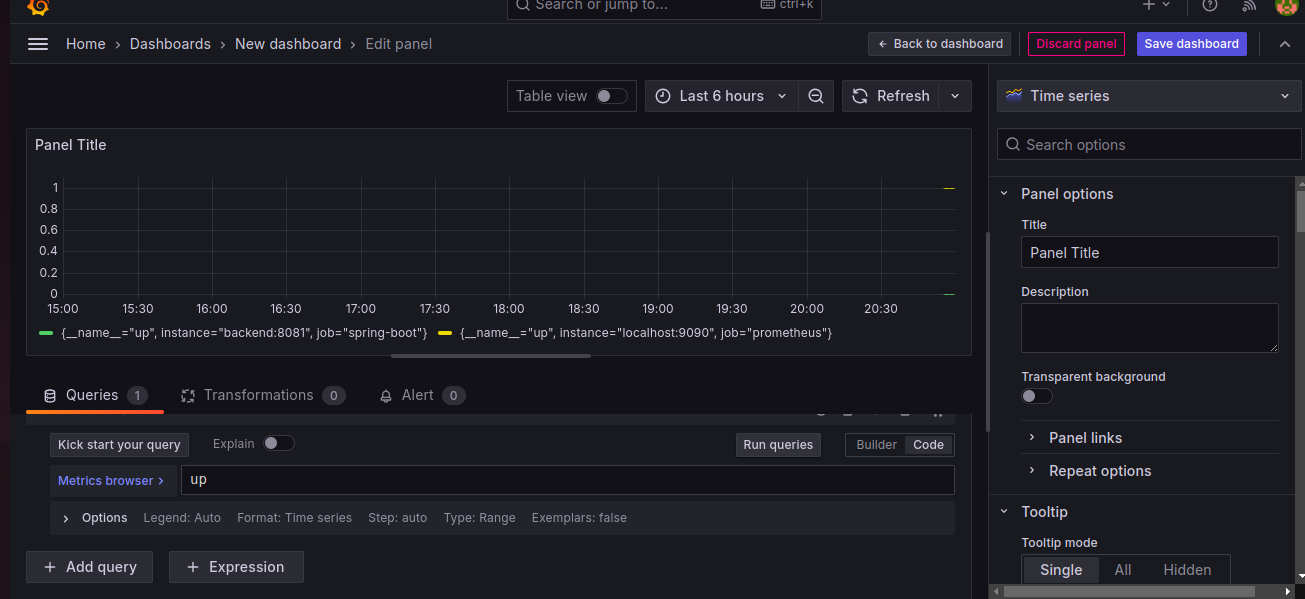 Search or jump to... ctrl+k
Home › Dashboards › New dashboard › Edit panel
Back to dashboard Discard panel Save dashboard
Table view Last 6 hours Refresh
Time series
Search options
Panel Title
1
0.8
0.6
0.4
0.2
0
15:00 15:30 16:00 16:30 17:00 17:30 18:00 18:30 19:00 19:30 20:00 20:30
{__name__="up", instance="backend:8081", job="spring-boot"} {__name__="up", instance="localhost:9090", job="prometheus"}
Queries 1 Transformations 0 Alert 0
Kick start your query Explain Run queries Builder Code
Metrics browser > up
Options Legend: Auto Format: Time series Step: auto Type: Range Exemplars: false
+ Add query + Expression
Panel options
Title
Panel Title
Description
Transparent background
Panel links
Repeat options
Tooltip
Tooltip mode
Single All Hidden